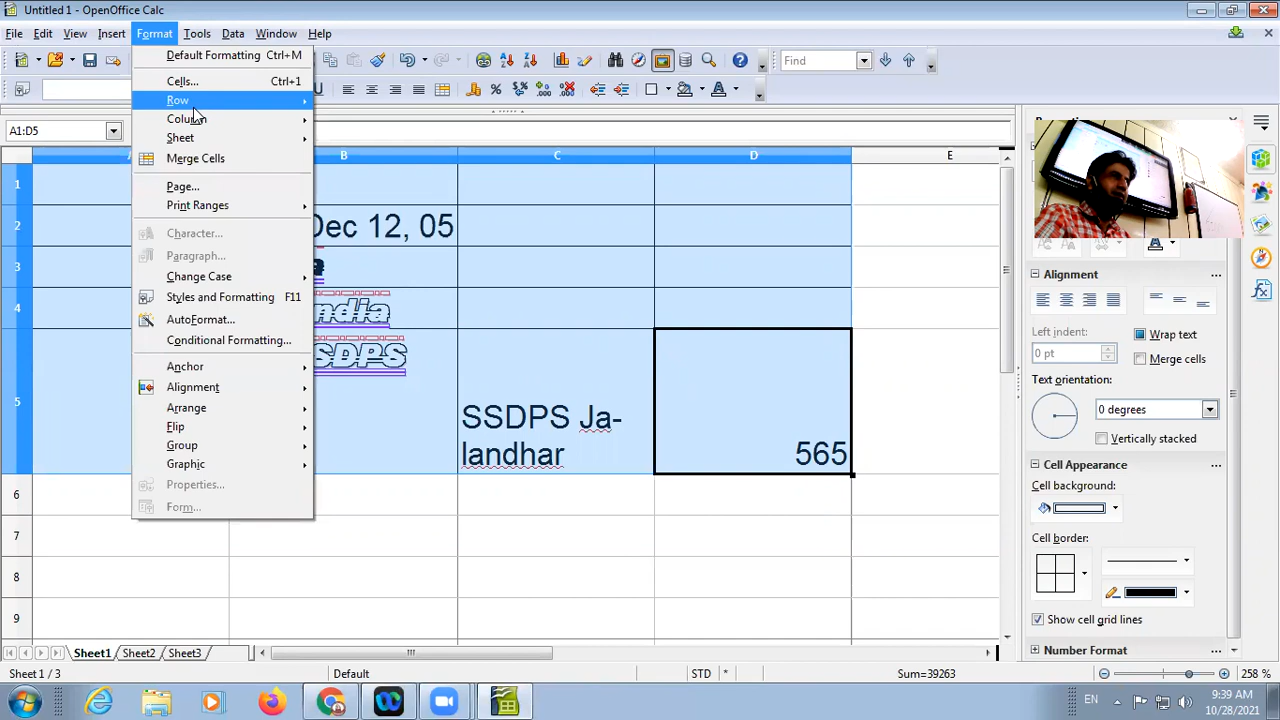 Untitled 1 - OpenOffice Calc
File Edit View Insert Format Tools Data Window Help
Find
A1:D5
Default Formatting Ctrl+M
Cells... Ctrl+1
Row
Column
Sheet
Merge Cells
Page...
Print Ranges
Character...
Paragraph...
Change Case
Styles and Formatting F11
AutoFormat...
Conditional Formatting...
Anchor
Alignment
Arrange
Flip
Group
Graphic
Properties...
Form...
B C D E
1
2 Dec 12, 05
3 a
4 ndia
5 SDPS
SSDPS Ja-
landhar 565
6
7
8
9
Alignment ...
Left indent:
0 pt
Wrap text
Merge cells
Text orientation:
0 degrees
Vertically stacked
Cell Appearance ...
Cell background:
Cell border:
Show cell grid lines
Number Format ...
Sheet1 Sheet2 Sheet3
Sheet 1 / 3 Default STD * Sum=39263 258 %
EN 9:39 AM
10/28/2021